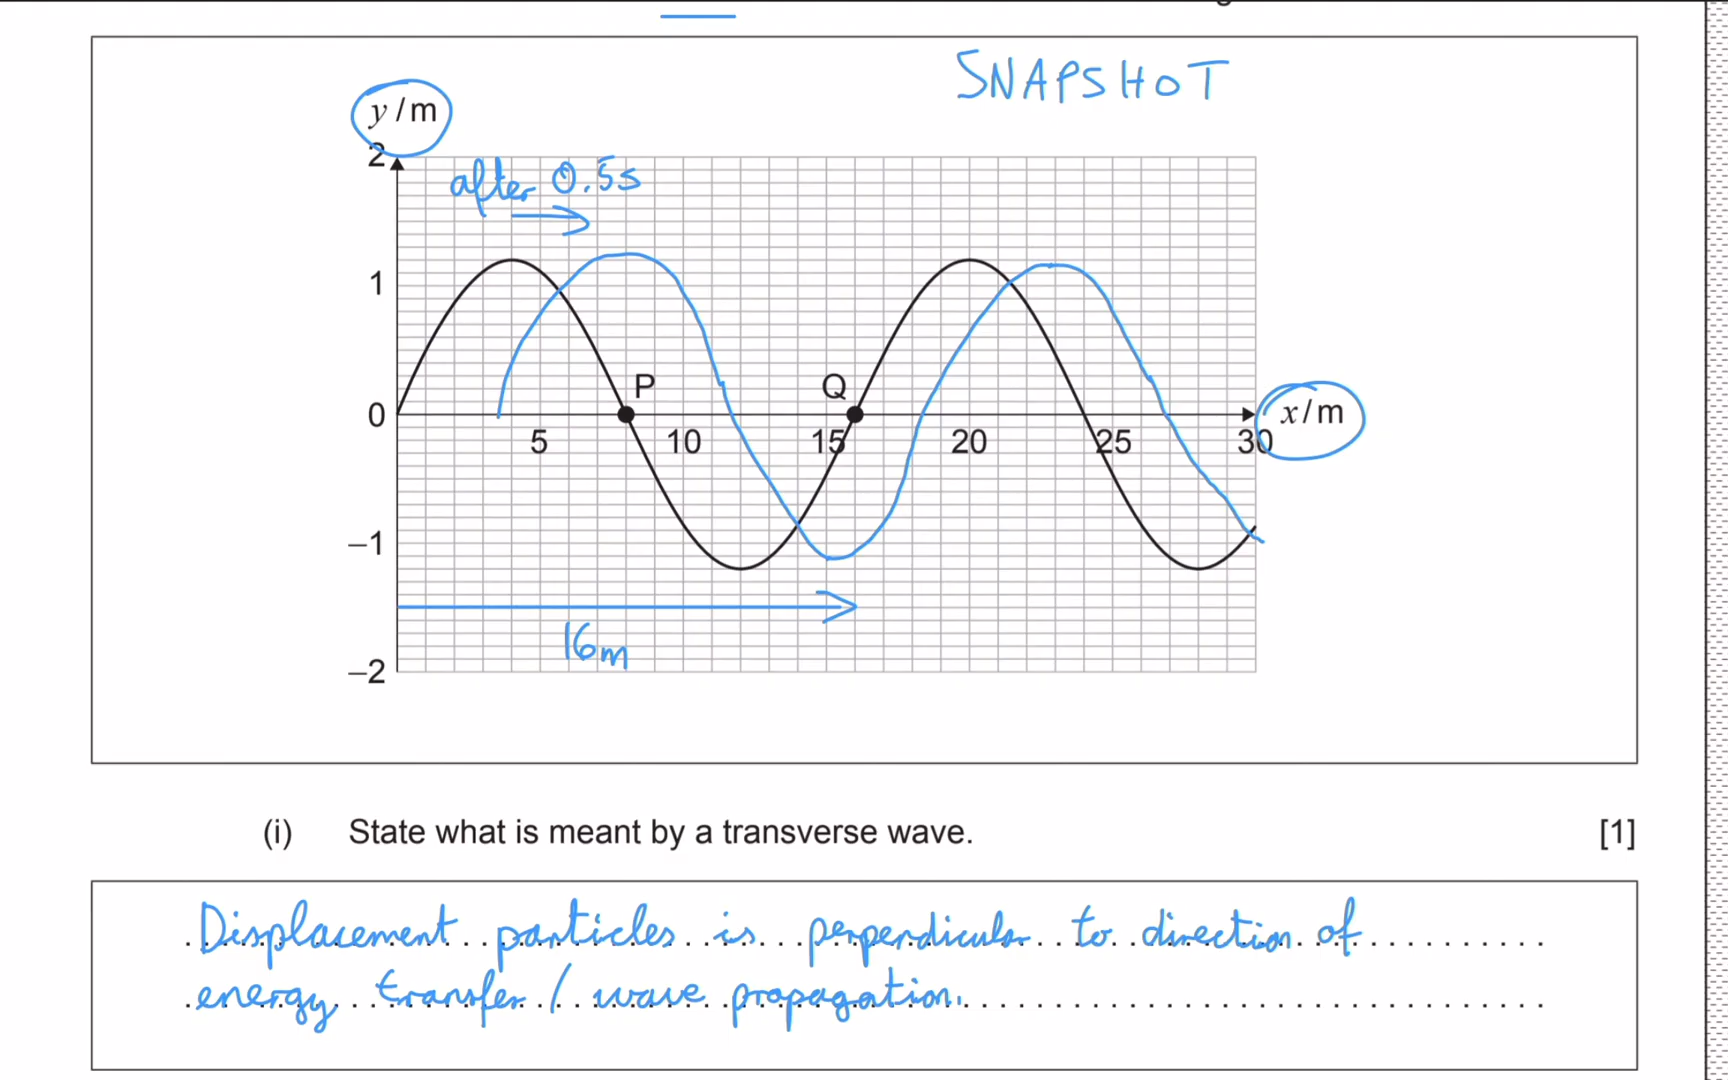 SNAPSHOT
y / m
2
after 0.5s
1
P
Q
0
x / m
5
10
15
20
25
30
–1
16m
–2
(i) State what is meant by a transverse wave. [1]
Displacement particles is perpendicular to direction of
energy transfer / wave propagation.